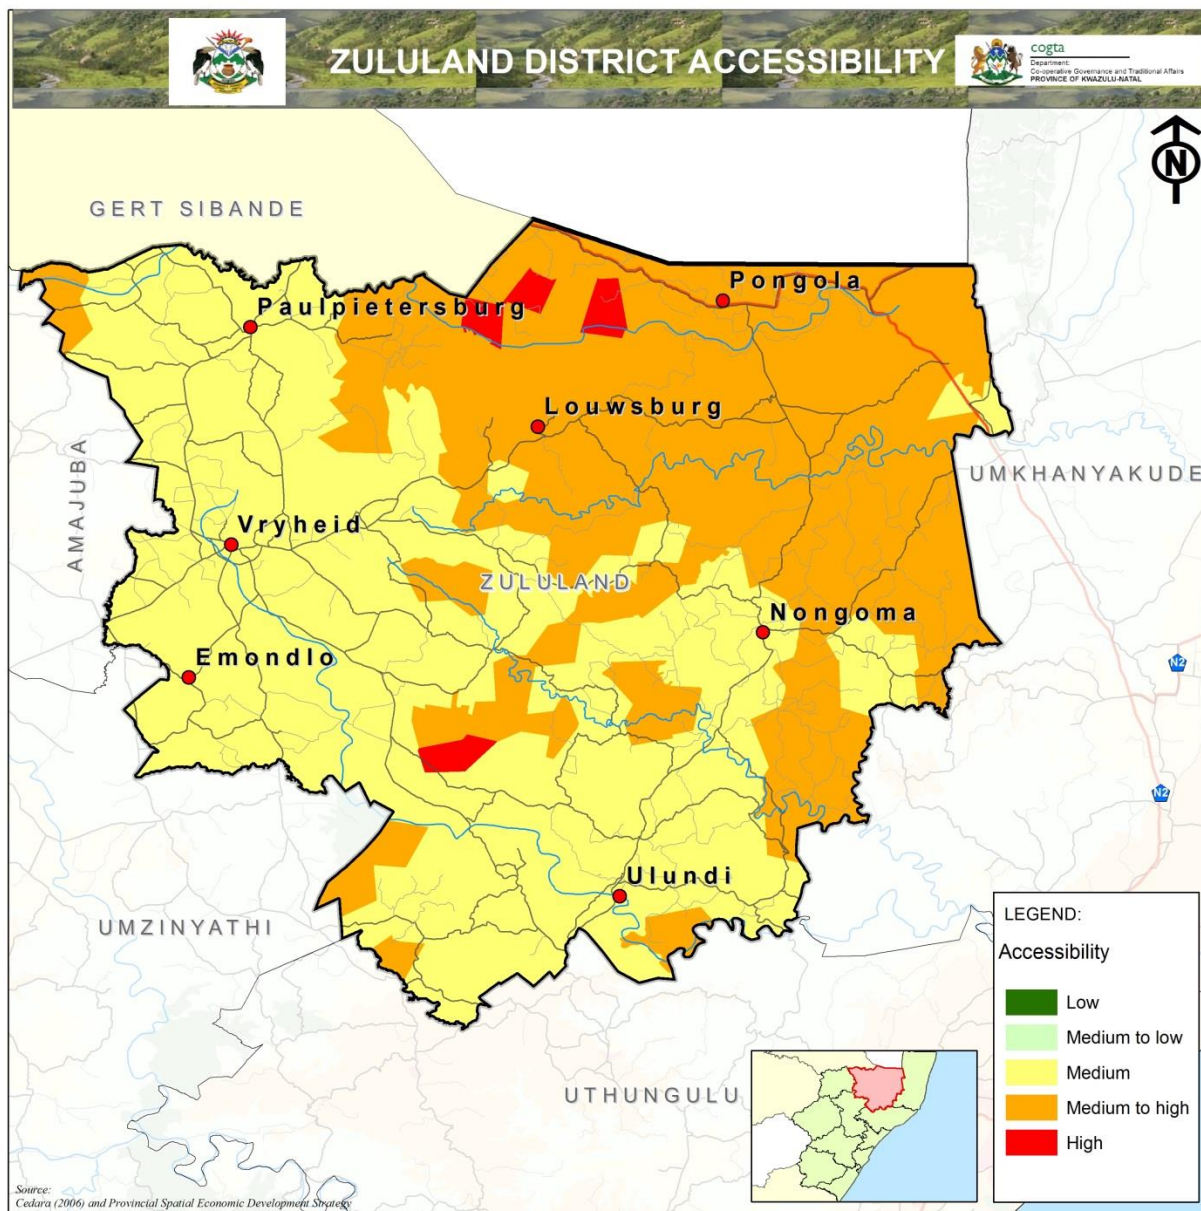 ZULULAND DISTRICT ACCESSIBILITY
cogta
Department:
Co-operative Governance and Traditional Affairs
PROVINCE OF KWAZULU-NATAL
N
GERT SIBANDE
Pongola
Paulpietersburg
Louwsburg
UMKHANYAKUDE
AMAJUBA
Vryheid
ZULULAND
Nongoma
Emondlo
N2
N2
Ulundi
UMZINYATHI
UTHUNGULU
LEGEND:
Accessibility
Low
Medium to low
Medium
Medium to high
High
Source:
Cedara (2006) and Provincial Spatial Economic Development Strategy